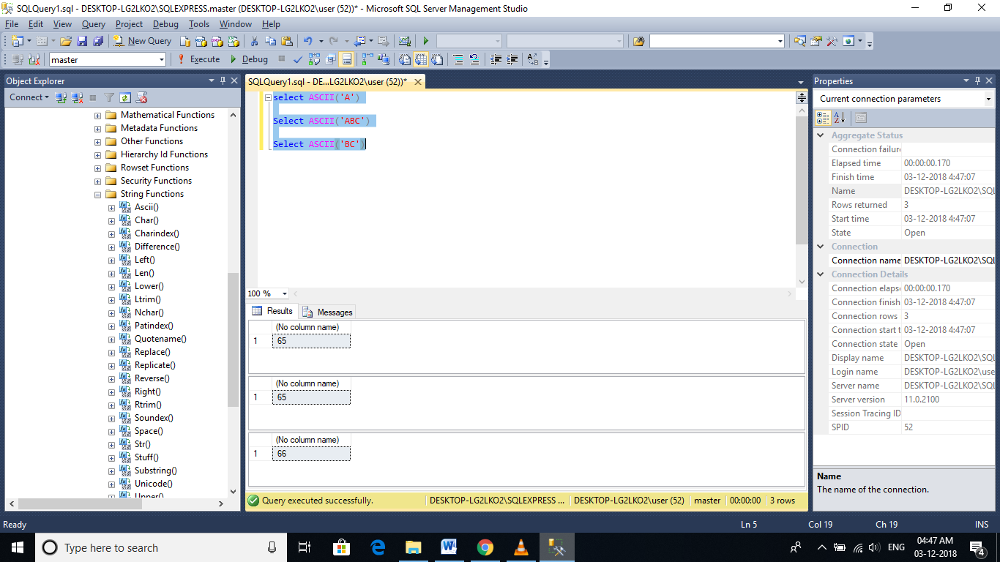 SQLQuery1.sql - DESKTOP-LG2LKO2\SQLEXPRESS.master (DESKTOP-LG2LKO2\user (52))* - Microsoft SQL Server Management Studio
File Edit View Query Project Debug Tools Window Help
New Query
master Execute Debug
Object Explorer
Connect
Mathematical Functions
Metadata Functions
Other Functions
Hierarchy Id Functions
Rowset Functions
Security Functions
String Functions
Ascii()
Char()
Charindex()
Difference()
Left()
Len()
Lower()
Ltrim()
Nchar()
Patindex()
Quotename()
Replace()
Replicate()
Reverse()
Right()
Rtrim()
Soundex()
Space()
Str()
Stuff()
Substring()
Unicode()
Upper()
SQLQuery1.sql - DE...LG2LKO2\user (52))*
select ASCII('A')
Select ASCII('ABC')
Select ASCII('BC')
100 %
Results Messages
(No column name)
1 65
(No column name)
1 65
(No column name)
1 66
Query executed successfully. DESKTOP-LG2LKO2\SQLEXPRESS ... DESKTOP-LG2LKO2\user (52) master 00:00:00 3 rows
Properties
Current connection parameters
Aggregate Status
Connection failure
Elapsed time 00:00:00.170
Finish time 03-12-2018 4:47:07
Name DESKTOP-LG2LKO2\SQL
Rows returned 3
Start time 03-12-2018 4:47:07
State Open
Connection
Connection name DESKTOP-LG2LKO2\SQL
Connection Details
Connection elapse 00:00:00.170
Connection finish 03-12-2018 4:47:07
Connection rows 3
Connection start t 03-12-2018 4:47:07
Connection state Open
Display name DESKTOP-LG2LKO2\SQL
Login name DESKTOP-LG2LKO2\use
Server name DESKTOP-LG2LKO2\SQL
Server version 11.0.2100
Session Tracing ID
SPID 52
Name
The name of the connection.
Ready Ln 5 Col 19 Ch 19 INS
Type here to search
ENG
04:47 AM
03-12-2018
4